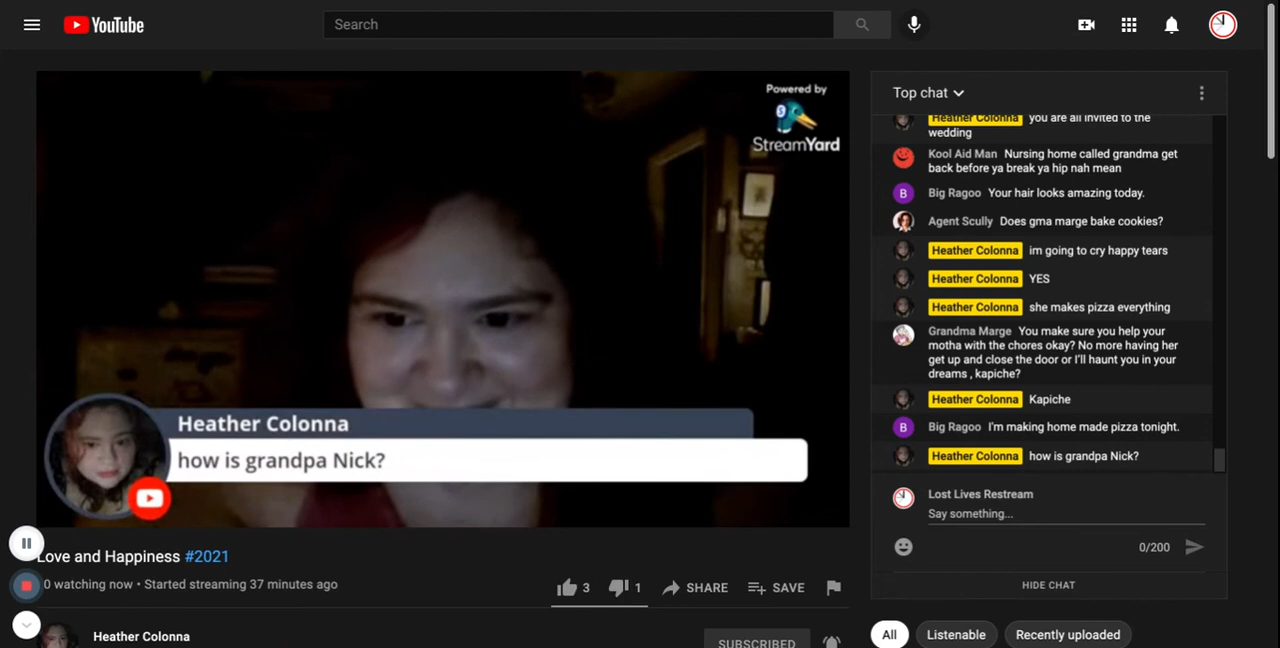 YouTube
Search
Powered by
StreamYard
Heather Colonna
how is grandpa Nick?
Love and Happiness #2021
0 watching now • Started streaming 37 minutes ago
3
1
SHARE
SAVE
Heather Colonna
SUBSCRIBED
Top chat
Heather Colonna you are all invited to the
wedding
Kool Aid Man Nursing home called grandma get
back before ya break ya hip nah mean
B
Big Ragoo Your hair looks amazing today.
Agent Scully Does gma marge bake cookies?
Heather Colonna im going to cry happy tears
Heather Colonna YES
Heather Colonna she makes pizza everything
Grandma Marge You make sure you help your
motha with the chores okay? No more having her
get up and close the door or I'll haunt you in your
dreams , kapiche?
Heather Colonna Kapiche
B
Big Ragoo I'm making home made pizza tonight.
Heather Colonna how is grandpa Nick?
Lost Lives Restream
Say something...
0/200
HIDE CHAT
All
Listenable
Recently uploaded